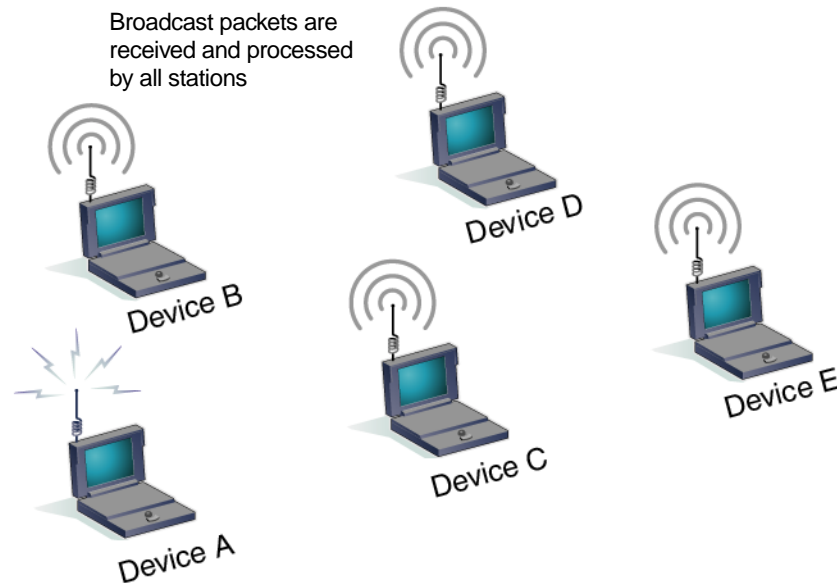 Broadcast packets are
received and processed
by all stations
Device D
Device B
Device E
Device C
Device A